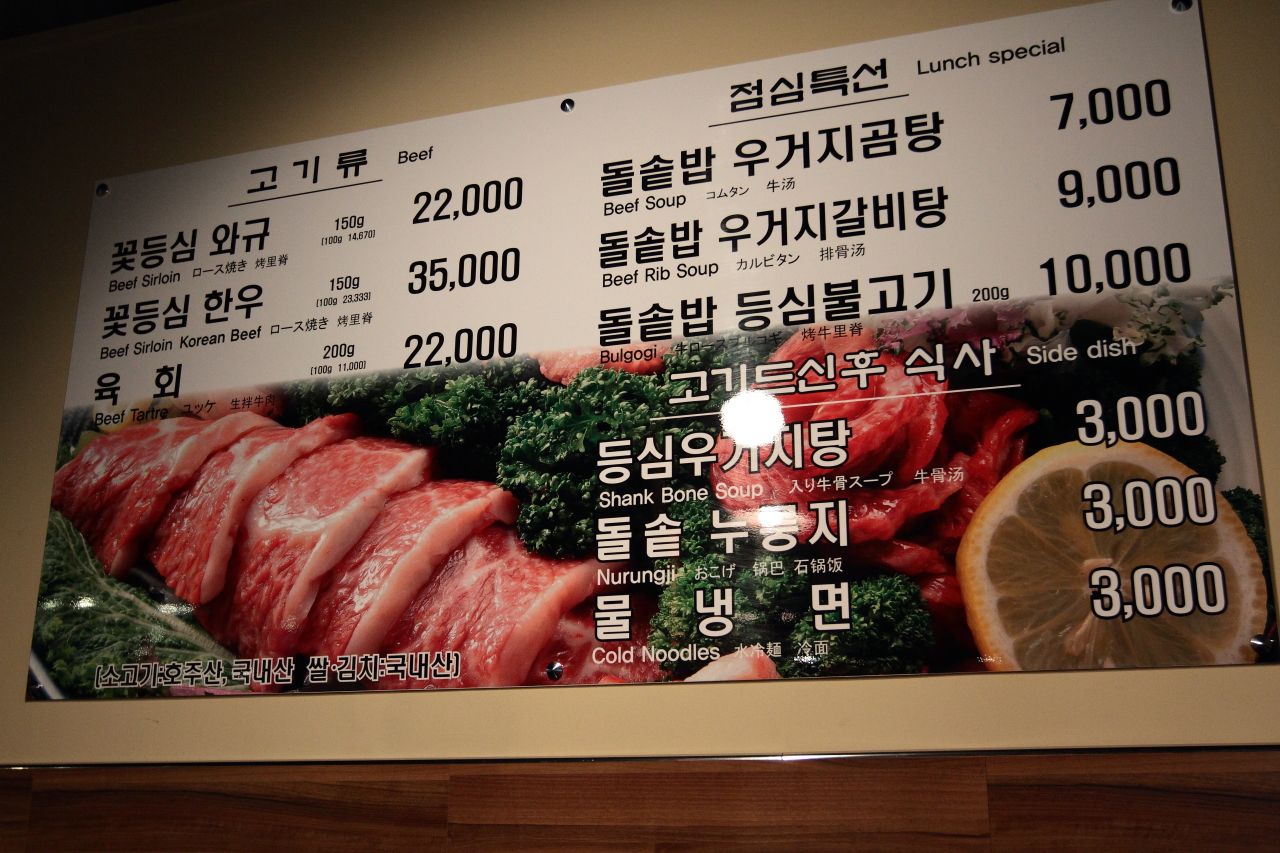 고기류 Beef
꽃등심 와규 150g 22,000
(100g 14,670)
Beef Sirloin ロース焼き 烤里脊
꽃등심 한우 150g 35,000
(100g 23,333)
Beef Sirloin Korean Beef ロース焼き 烤里脊
육 회 200g 22,000
(100g 11,000)
Beef Tartre ユッケ 生拌牛肉
[소고기:호주산, 국내산 쌀·김치:국내산]
점심특선 Lunch special
돌솥밥 우거지곰탕 7,000
Beef Soup コムタン 牛汤
돌솥밥 우거지갈비탕 9,000
Beef Rib Soup カルビタン 排骨汤
돌솥밥 등심불고기 200g 10,000
Bulgogi 牛ロースプルコギ 烤牛里脊
고기드신후 식사 Side dish
등심우거지탕 3,000
Shank Bone Soup 入り牛骨スープ 牛骨汤
돌솥 누룽지 3,000
Nurungji おこげ 锅巴 石锅饭
물 냉 면 3,000
Cold Noodles 水冷麺 冷面